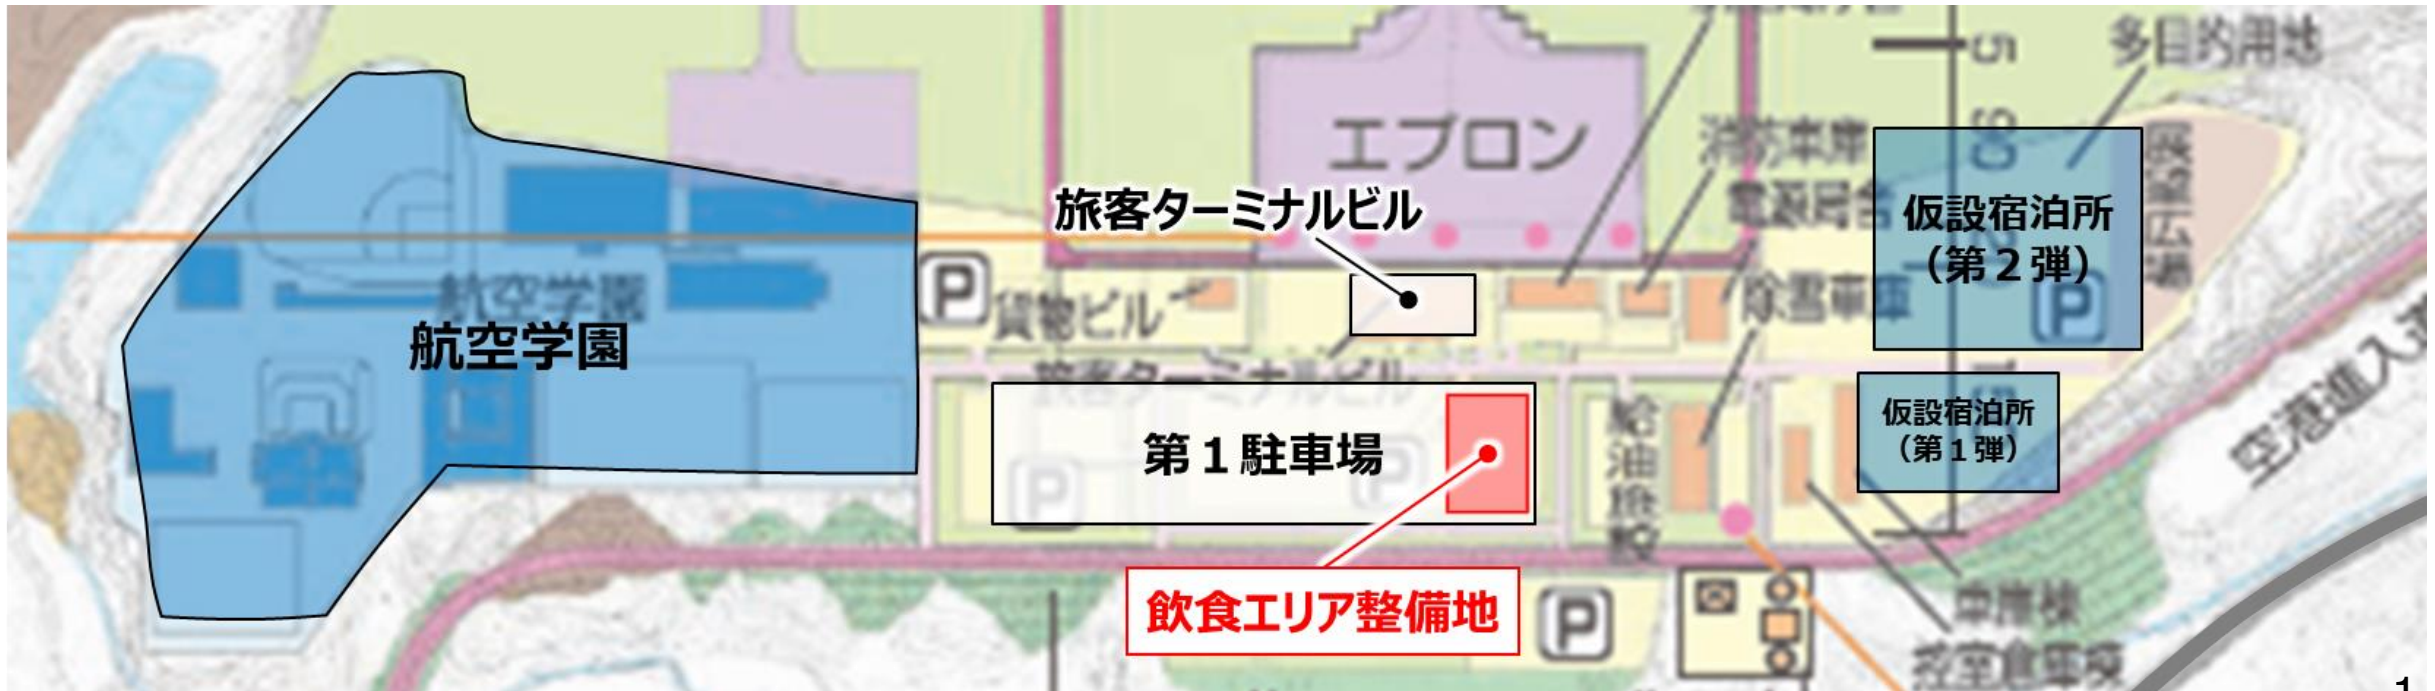 多目的用地
エプロン
消防車庫
旅客ターミナルビル
仮設宿泊所
（第２弾）
P
P
貨物ビル
除雪車庫
航空学園
航空学園
旅客ターミナルビル
第１駐車場
P
P
給油施設
仮設宿泊所
（第１弾）
空港進入道
飲食エリア整備地
P
車庫棟
1